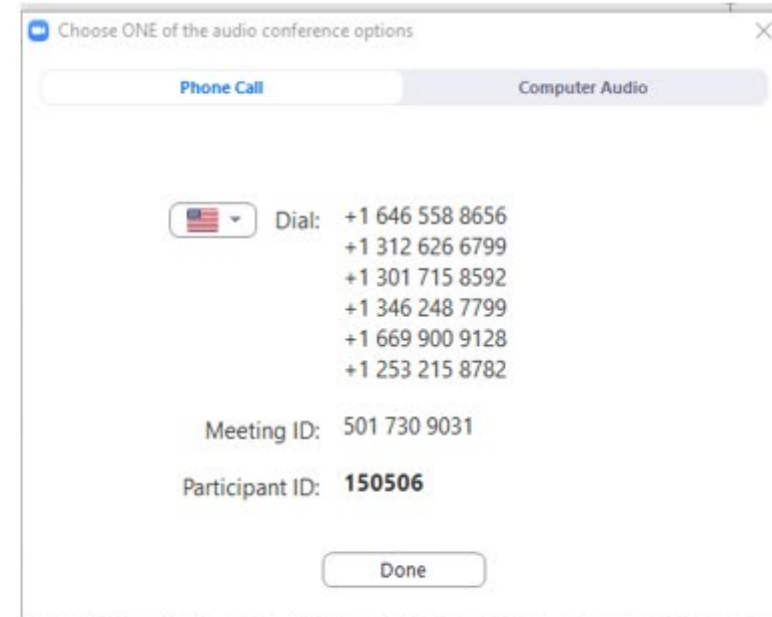 Choose ONE of the audio conference options
Phone Call Computer Audio
Dial: +1 646 558 8656
+1 312 626 6799
+1 301 715 8592
+1 346 248 7799
+1 669 900 9128
+1 253 215 8782
Meeting ID: 501 730 9031
Participant ID: 150506
Done